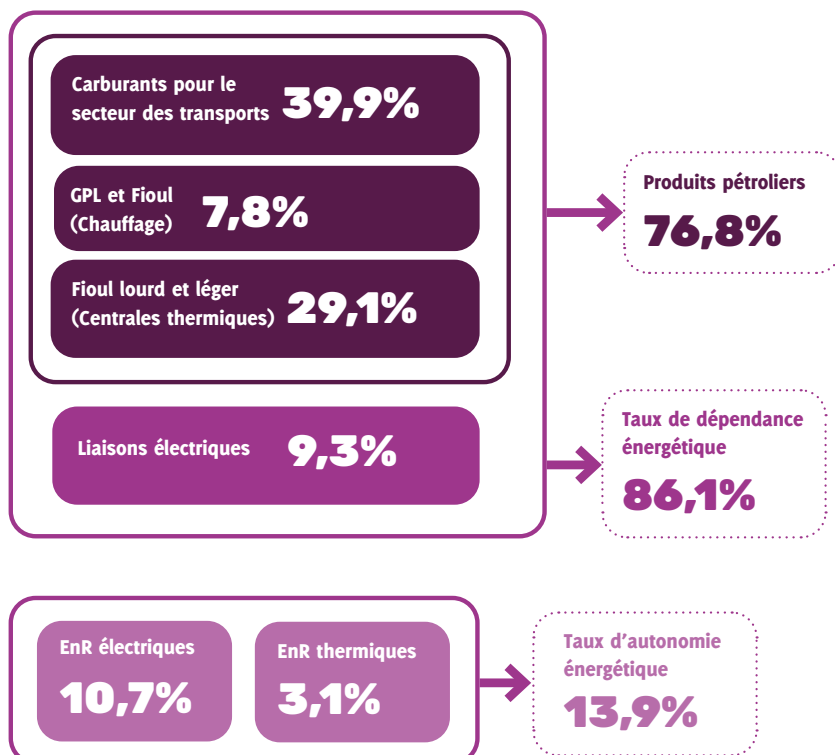 Carburants pour le
secteur des transports 39,9%
GPL et Fioul
(Chauffage) 7,8%
Fioul lourd et léger
(Centrales thermiques) 29,1%
Produits pétroliers
76,8%
Liaisons électriques 9,3%
Taux de dépendance
énergétique
86,1%
EnR électriques
10,7%
EnR thermiques
3,1%
Taux d’autonomie
énergétique
13,9%